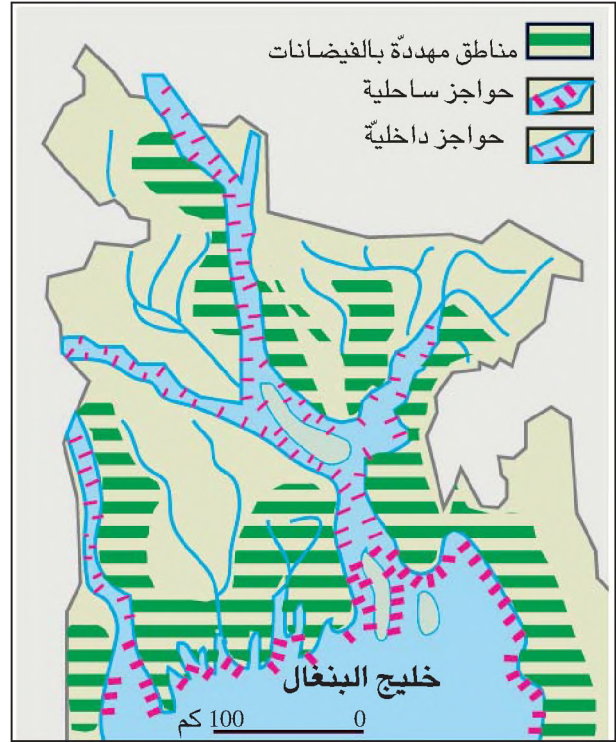 مناطق مهددّة بالفيضانات
حواجز ساحلية
حواجز داخليّة
خليج البنغال
0 100 كم